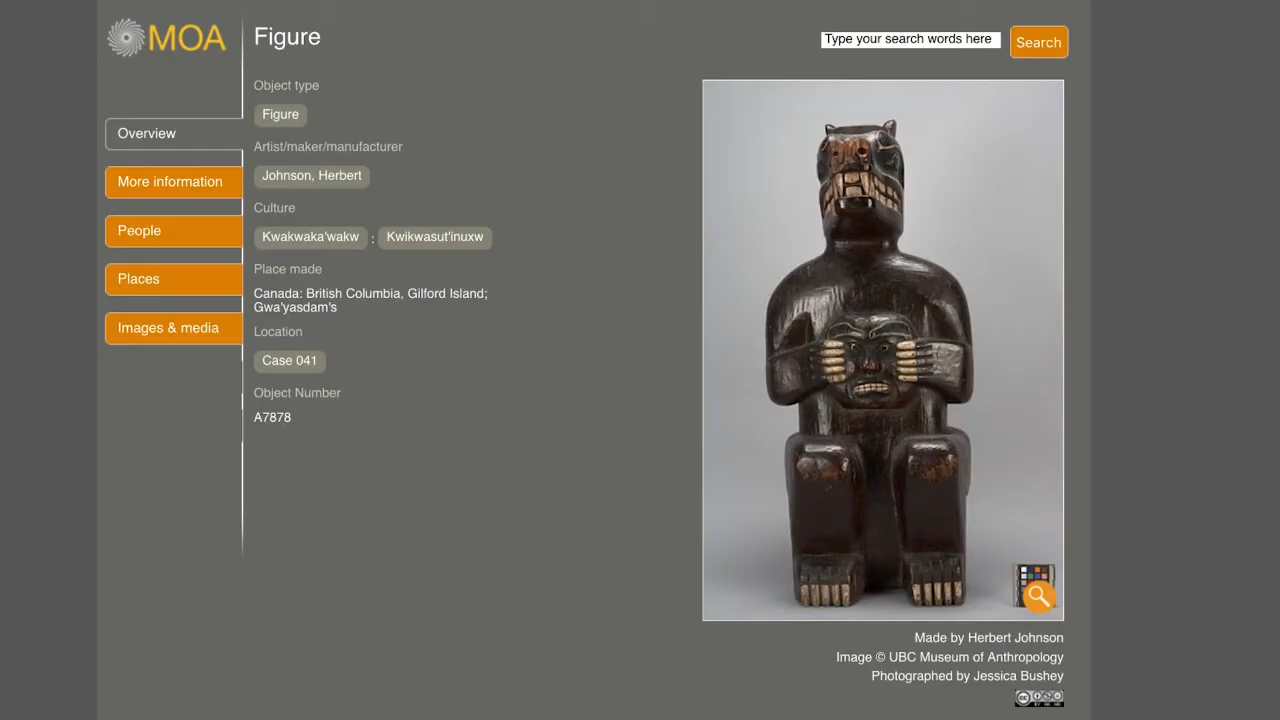 MOA
Figure
Type your search words here
Search
Overview
More information
People
Places
Images & media
Object type
Figure
Artist/maker/manufacturer
Johnson, Herbert
Culture
Kwakwaka'wakw : Kwikwasut'inuxw
Place made
Canada: British Columbia, Gilford Island;
Gwa'yasdam's
Location
Case 041
Object Number
A7878
Made by Herbert Johnson
Image © UBC Museum of Anthropology
Photographed by Jessica Bushey